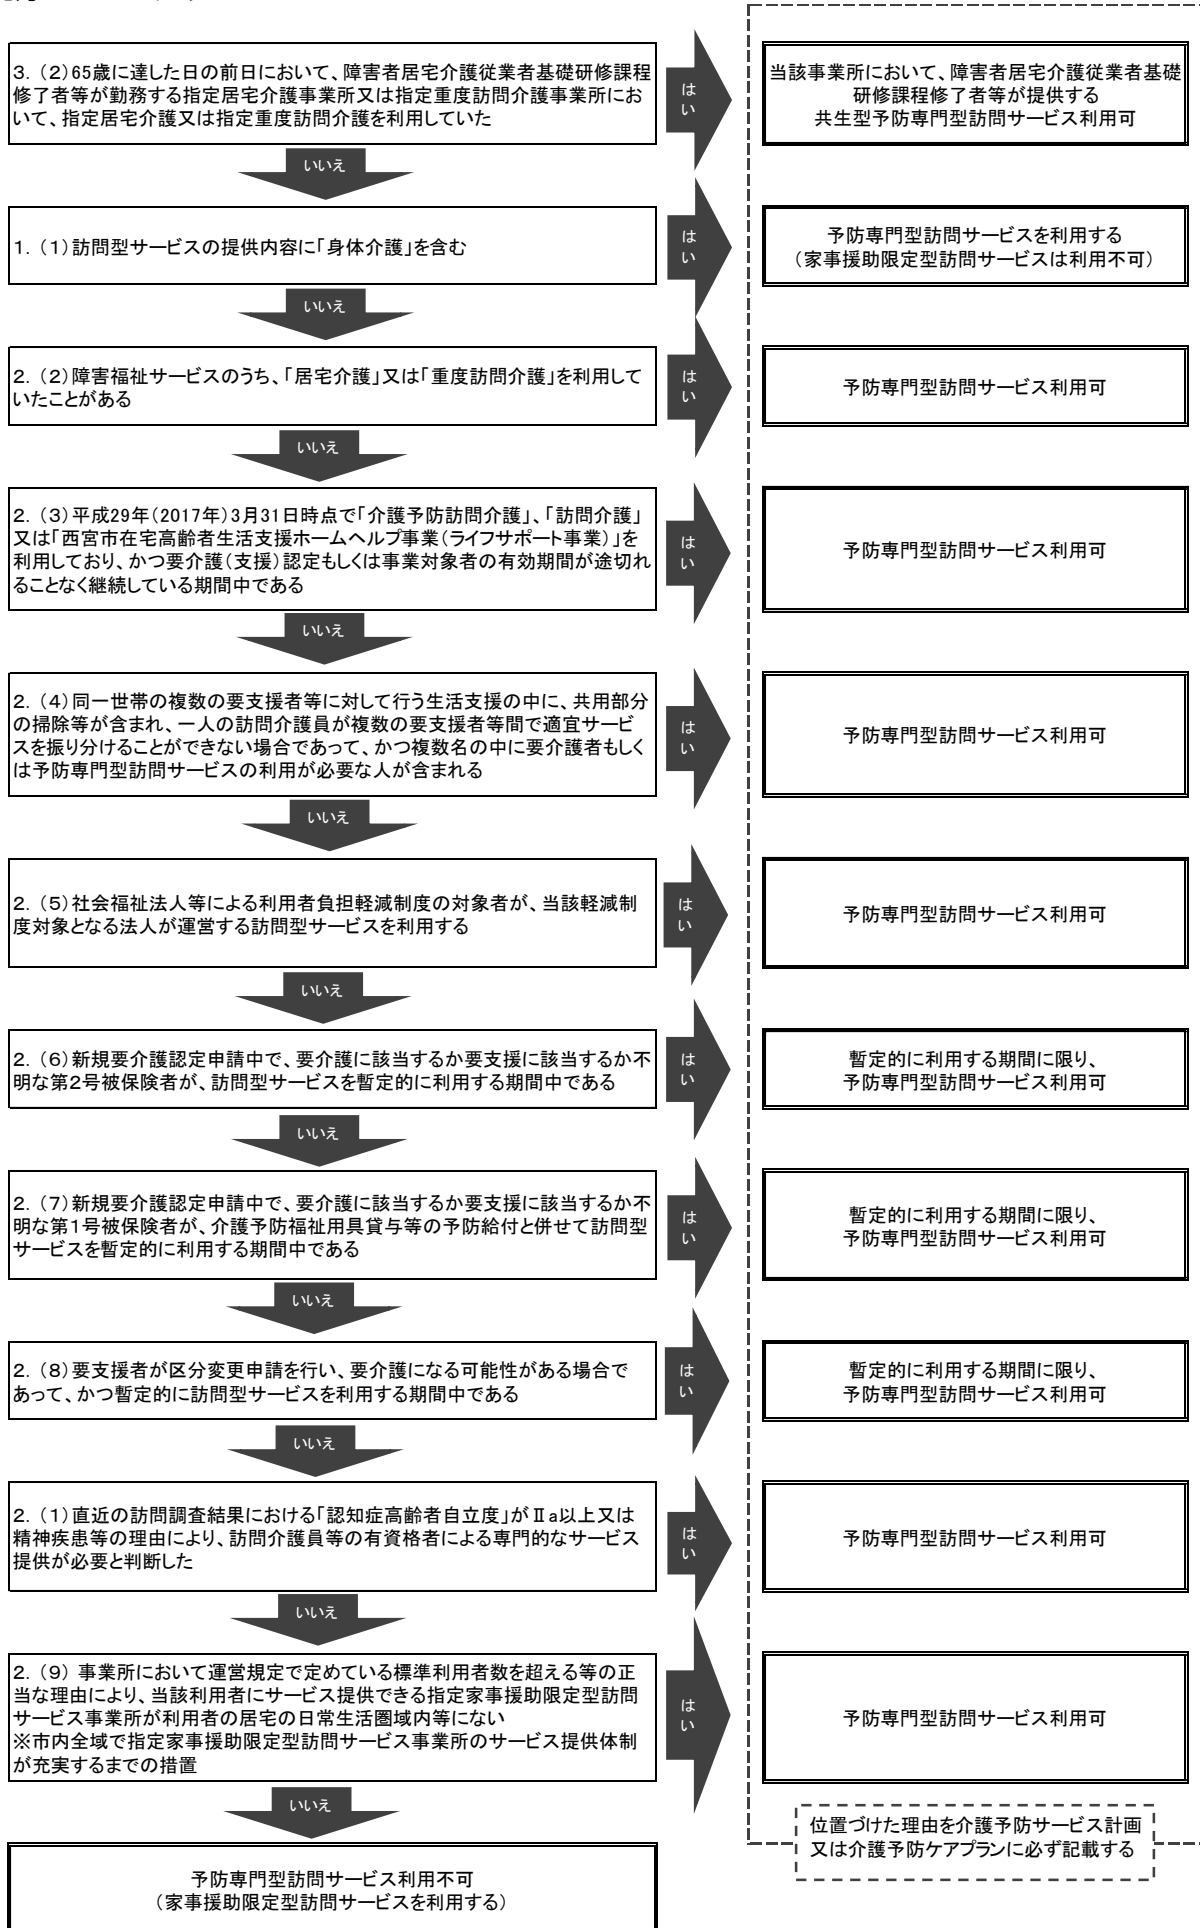 3.（2）65歳に達した日の前日において、障害者居宅介護従業者基礎研修課程
修了者等が勤務する指定居宅介護事業所又は指定重度訪問介護事業所にお
いて、指定居宅介護又は指定重度訪問介護を利用していた
は
い
当該事業所において、障害者居宅介護従業者基礎
研修課程修了者等が提供する
共生型予防専門型訪問サービス利用可
いいえ
1.（1）訪問型サービスの提供内容に「身体介護」を含む
は
い
予防専門型訪問サービスを利用する
（家事援助限定型訪問サービスは利用不可）
いいえ
2.（2）障害福祉サービスのうち、「居宅介護」又は「重度訪問介護」を利用して
いたことがある
は
い
予防専門型訪問サービス利用可
いいえ
2.（3）平成29年（2017年）3月31日時点で「介護予防訪問介護」、「訪問介護」
又は「西宮市在宅高齢者生活支援ホームヘルプ事業（ライフサポート事業）」を
利用しており、かつ要介護（支援）認定もしくは事業対象者の有効期間が途切れ
ることなく継続している期間中である
は
い
予防専門型訪問サービス利用可
いいえ
2.（4）同一世帯の複数の要支援者等に対して行う生活支援の中に、共用部分
の掃除等が含まれ、一人の訪問介護員が複数の要支援者等間で適宜サービ
スを振り分けることができない場合であって、かつ複数名の中に要介護者もしく
は予防専門型訪問サービスの利用が必要な人が含まれる
は
い
予防専門型訪問サービス利用可
いいえ
2.（5）社会福祉法人等による利用者負担軽減制度の対象者が、当該軽減制
度対象となる法人が運営する訪問型サービスを利用する
は
い
予防専門型訪問サービス利用可
いいえ
2.（6）新規要介護認定申請中で、要介護に該当するか要支援に該当するか不
明な第2号被保険者が、訪問型サービスを暫定的に利用する期間中である
は
い
暫定的に利用する期間に限り、
予防専門型訪問サービス利用可
いいえ
2.（7）新規要介護認定申請中で、要介護に該当するか要支援に該当するか不
明な第1号被保険者が、介護予防福祉用具貸与等の予防給付と併せて訪問型
サービスを暫定的に利用する期間中である
は
い
暫定的に利用する期間に限り、
予防専門型訪問サービス利用可
いいえ
2.（8）要支援者が区分変更申請を行い、要介護になる可能性がある場合で
あって、かつ暫定的に訪問型サービスを利用する期間中である
は
い
暫定的に利用する期間に限り、
予防専門型訪問サービス利用可
いいえ
2.（1）直近の訪問調査結果における「認知症高齢者自立度」がⅡa以上又は
精神疾患等の理由により、訪問介護員等の有資格者による専門的なサービス
提供が必要と判断した
は
い
予防専門型訪問サービス利用可
いいえ
2.（9） 事業所において運営規定で定めている標準利用者数を超える等の正
当な理由により、当該利用者にサービス提供できる指定家事援助限定型訪問
サービス事業所が利用者の居宅の日常生活圏域内等にない
※市内全域で指定家事援助限定型訪問サービス事業所のサービス提供体制
が充実するまでの措置
は
い
予防専門型訪問サービス利用可
いいえ
位置づけた理由を介護予防サービス計画
又は介護予防ケアプランに必ず記載する
予防専門型訪問サービス利用不可
（家事援助限定型訪問サービスを利用する）